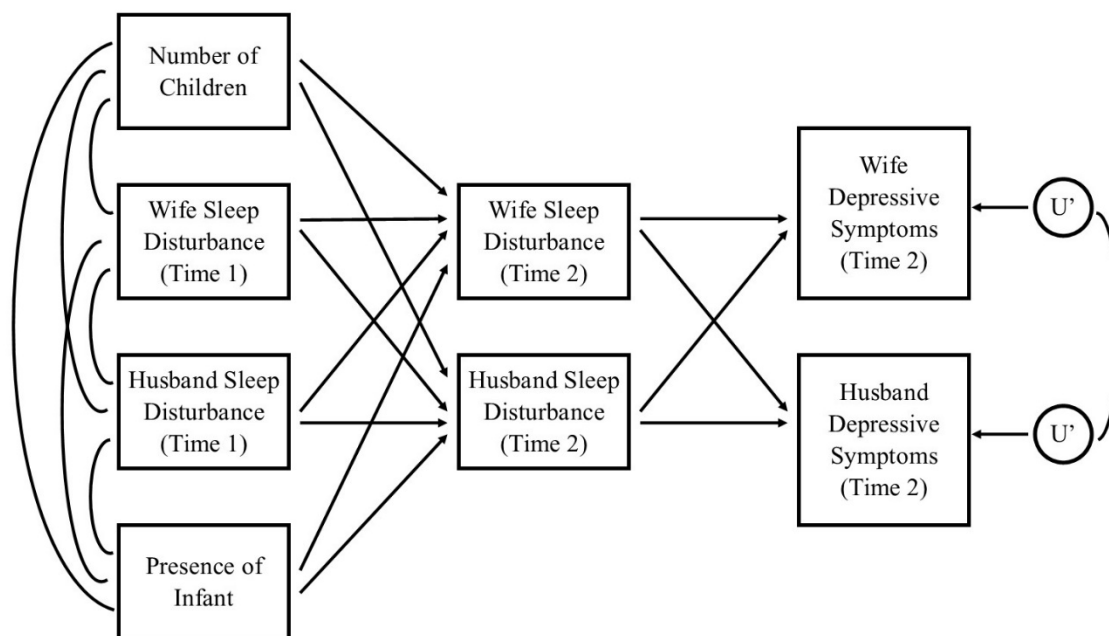 Number of
Children
Wife Sleep
Disturbance
(Time 1)
Husband Sleep
Disturbance
(Time 1)
Presence of
Infant
Wife Sleep
Disturbance
(Time 2)
Husband Sleep
Disturbance
(Time 2)
Wife
Depressive
Symptoms
(Time 2)
Husband
Depressive
Symptoms
(Time 2)
U’
U’